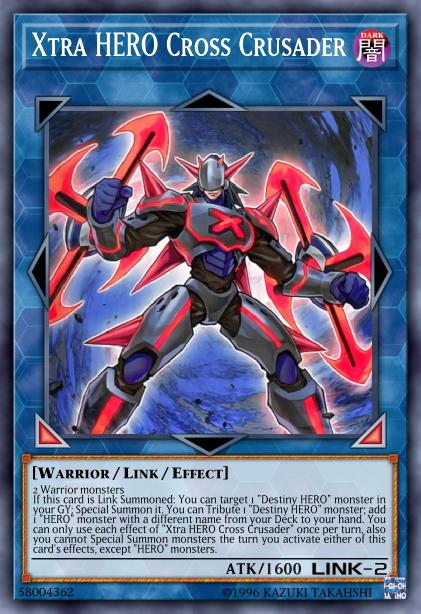 Xtra HERO Cross Crusader
DARK
闇
[Warrior / Link / Effect]
2 Warrior monsters
If this card is Link Summoned: You can target 1 "Destiny HERO" monster in
your GY; Special Summon it. You can Tribute 1 "Destiny HERO" monster; add
1 "HERO" monster with a different name from your Deck to your hand. You
can only use each effect of "Xtra HERO Cross Crusader" once per turn, also
you cannot Special Summon monsters the turn you activate either of this
card's effects, except "HERO" monsters.
ATK/1600 LINK-2
58004362
©1996 KAZUKI TAKAHSHI